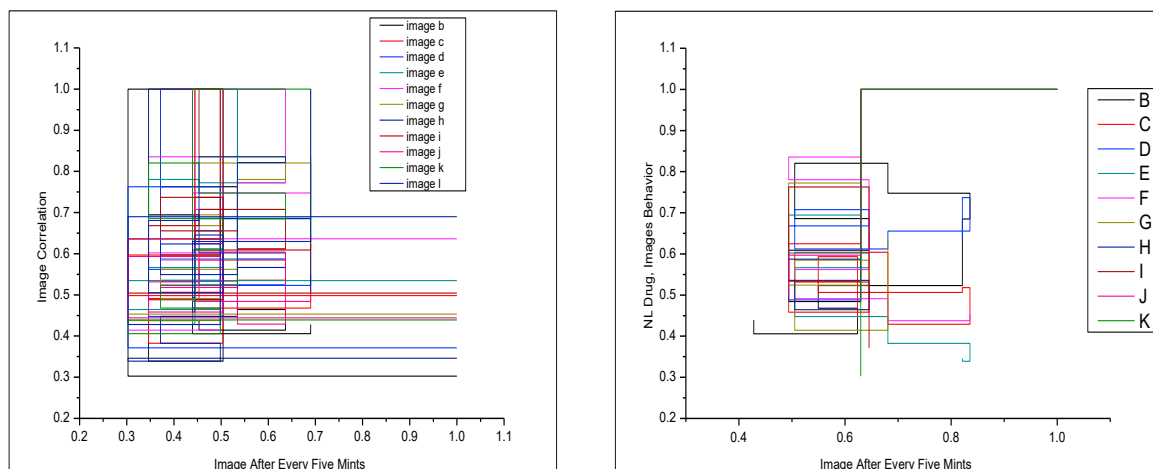 image b
image c
image d
image e
image f
image g
image h
image i
image j
image k
image l
1.1
1.0
0.9
0.8
0.7
0.6
0.5
0.4
0.3
0.2
Image Correlation
0.2 0.3 0.4 0.5 0.6 0.7 0.8 0.9 1.0 1.1
Image After Every Five Mints
1.1
1.0
0.9
0.8
0.7
0.6
0.5
0.4
0.3
0.2
NL Drug, Images Behavior
0.4 0.6 0.8 1.0
Image After Every Five Mints
B
C
D
E
F
G
H
I
J
K